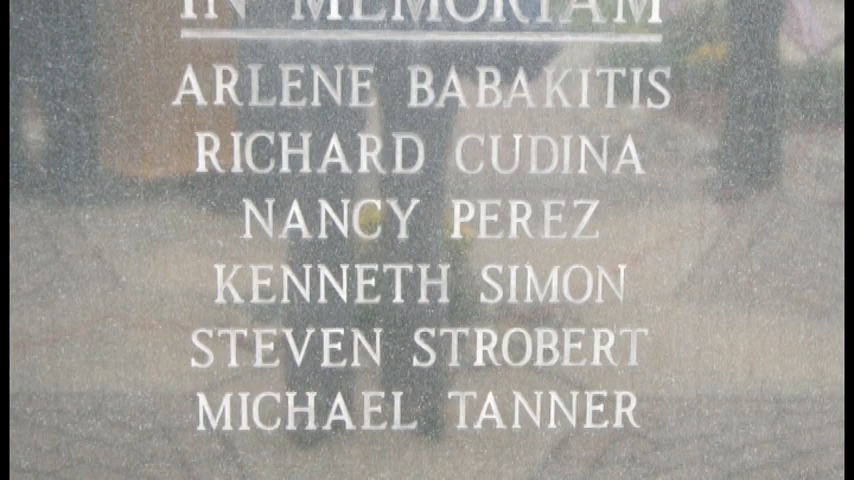 IN MEMORIAM
ARLENE BABAKITIS
RICHARD CUDINA
NANCY PEREZ
KENNETH SIMON
STEVEN STROBERT
MICHAEL TANNER